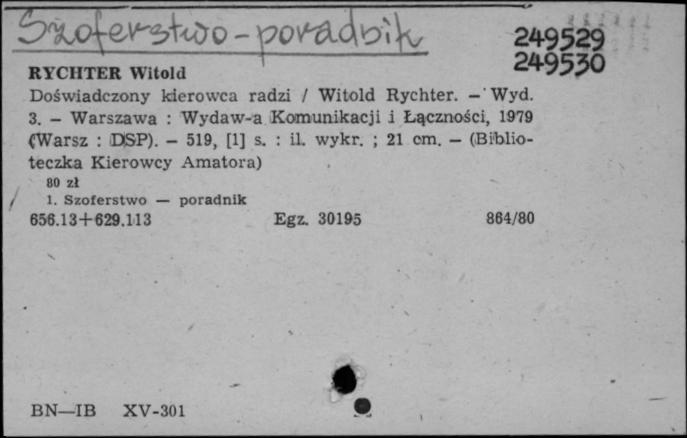 Szoferstwo-poradnik
249529
249530
RYCHTER Witold
Doświadczony kierowca radzi / Witold Rychter. — Wyd.
3. — Warszawa : Wydaw-a Komunikacji i Łączności, 1979
(Warsz : DSP). — 519, [1] s. : il. wykr. ; 21 cm. — (Biblio-
teczka Kierowcy Amatora)
80 zł
1. Szoferstwo — poradnik
656.13+629.113 Egz. 30195 864/80
BN—IB XV-301